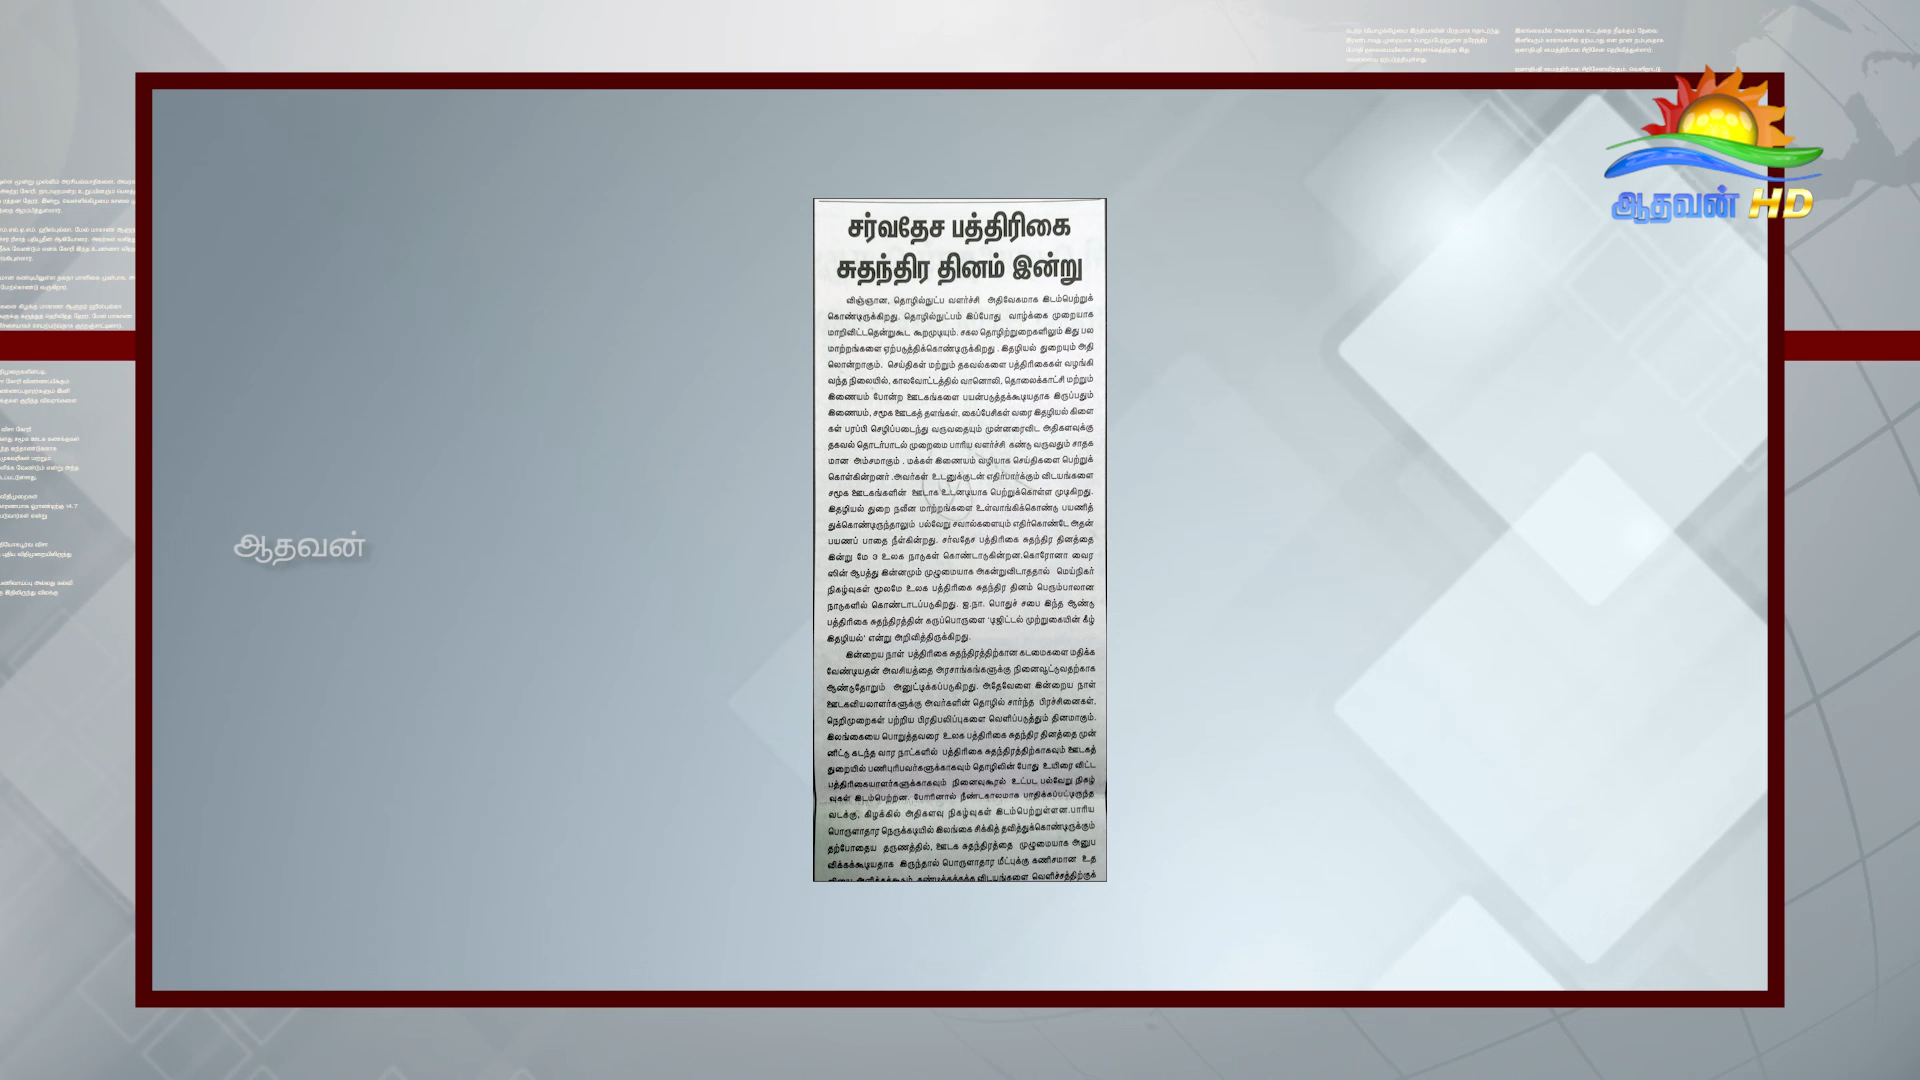 ஆதவன் HD
ஆதவன்
சர்வதேச பத்திரிகை
சுதந்திர தினம் இன்று
விஞ்ஞான, தொழில்நுட்ப வளர்ச்சி அதிவேகமாக இடம்பெற்றுக்
கொண்டிருக்கிறது. தொழில்நுட்பம் இப்போது வாழ்க்கை முறையாக
மாறிவிட்டதென்றுகூட கூறமுடியும். சகல தொழிற்றுறைகளிலும் இது பல
மாற்றங்களை ஏற்படுத்திக்கொண்டிருக்கிறது . இதழியல் துறையும் அதி
லொன்றாகும். செய்திகள் மற்றும் தகவல்களை பத்திரிகைகள் வழங்கி
வந்த நிலையில், காலவோட்டத்தில் வானொலி, தொலைக்காட்சி மற்றும்
இணையம் போன்ற ஊடகங்களை பயன்படுத்தக்கூடியதாக இருப்பதும்
இணையம், சமூக ஊடகத் தளங்கள், கைப்பேசிகள் வரை இதழியல் கிளை
கள் பரப்பி செழிப்படைந்து வருவதையும் முன்னரைவிட அதிகளவுக்கு
தகவல் தொடர்பாடல் முறைமை பாரிய வளர்ச்சி கண்டு வருவதும் சாதக
மான அம்சமாகும் . மக்கள் இணையம் வழியாக செய்திகளை பெற்றுக்
கொள்கின்றனர் .அவர்கள் உடனுக்குடன் எதிர்பார்க்கும் விடயங்களை
சமூக ஊடகங்களின் ஊடாக உடனடியாக பெற்றுக்கொள்ள முடிகிறது.
இதழியல் துறை நவீன மாற்றங்களை உள்வாங்கிக்கொண்டு பயணித்
துக்கொண்டிருந்தாலும் பல்வேறு சவால்களையும் எதிர்கொண்டே அதன்
பயணப் பாதை நீள்கின்றது. சர்வதேச பத்திரிகை சுதந்திர தினத்தை
இன்று மே 3 உலக நாடுகள் கொண்டாடுகின்றன.கொரோனா வைர
ஸின் ஆபத்து இன்னமும் முழுமையாக அகன்றுவிடாததால் மெய்நிகர்
நிகழ்வுகள் மூலமே உலக பத்திரிகை சுதந்திர தினம் பெரும்பாலான
நாடுகளில் கொண்டாடப்படுகிறது. ஐ.நா. பொதுச் சபை இந்த ஆண்டு
பத்திரிகை சுதந்திரத்தின் கருப்பொருளை 'டிஜிட்டல் முற்றுகையின் கீழ்
இதழியல்' என்று அறிவித்திருக்கிறது.
இன்றைய நாள் பத்திரிகை சுதந்திரத்திற்கான கடமைகளை மதிக்க
வேண்டியதன் அவசியத்தை அரசாங்கங்களுக்கு நினைவூட்டுவதற்காக
ஆண்டுதோறும் அனுட்டிக்கப்படுகிறது. அதேவேளை இன்றைய நாள்
ஊடகவியலாளர்களுக்கு அவர்களின் தொழில் சார்ந்த பிரச்சினைகள்,
நெறிமுறைகள் பற்றிய பிரதிபலிப்புகளை வெளிப்படுத்தும் தினமாகும்.
இலங்கையை பொறுத்தவரை உலக பத்திரிகை சுதந்திர தினத்தை முன்
னிட்டு கடந்த வார நாட்களில் பத்திரிகை சுதந்திரத்திற்காகவும் ஊடகத்
துறையில் பணிபுரிபவர்களுக்காகவும் தொழிலின் போது உயிரை விட்ட
பத்திரிகையாளர்களுக்காகவும் நினைவுகூரல் உட்பட பல்வேறு நிகழ்
வுகள் இடம்பெற்றன. போரினால் நீண்டகாலமாக பாதிக்கப்பட்டிருந்த
வடக்கு, கிழக்கில் அதிகளவு நிகழ்வுகள் இடம்பெற்றுள்ளன.பாரிய
பொருளாதார நெருக்கடியில் இலங்கை சிக்கித் தவித்துக்கொண்டிருக்கும்
தற்போதைய தருணத்தில், ஊடக சுதந்திரத்தை முழுமையாக அனுப
விக்கக்கூடியதாக இருந்தால் பொருளாதார மீட்புக்கு கணிசமான உத
விடயங்களை வெளிச்சத்திற்குக்